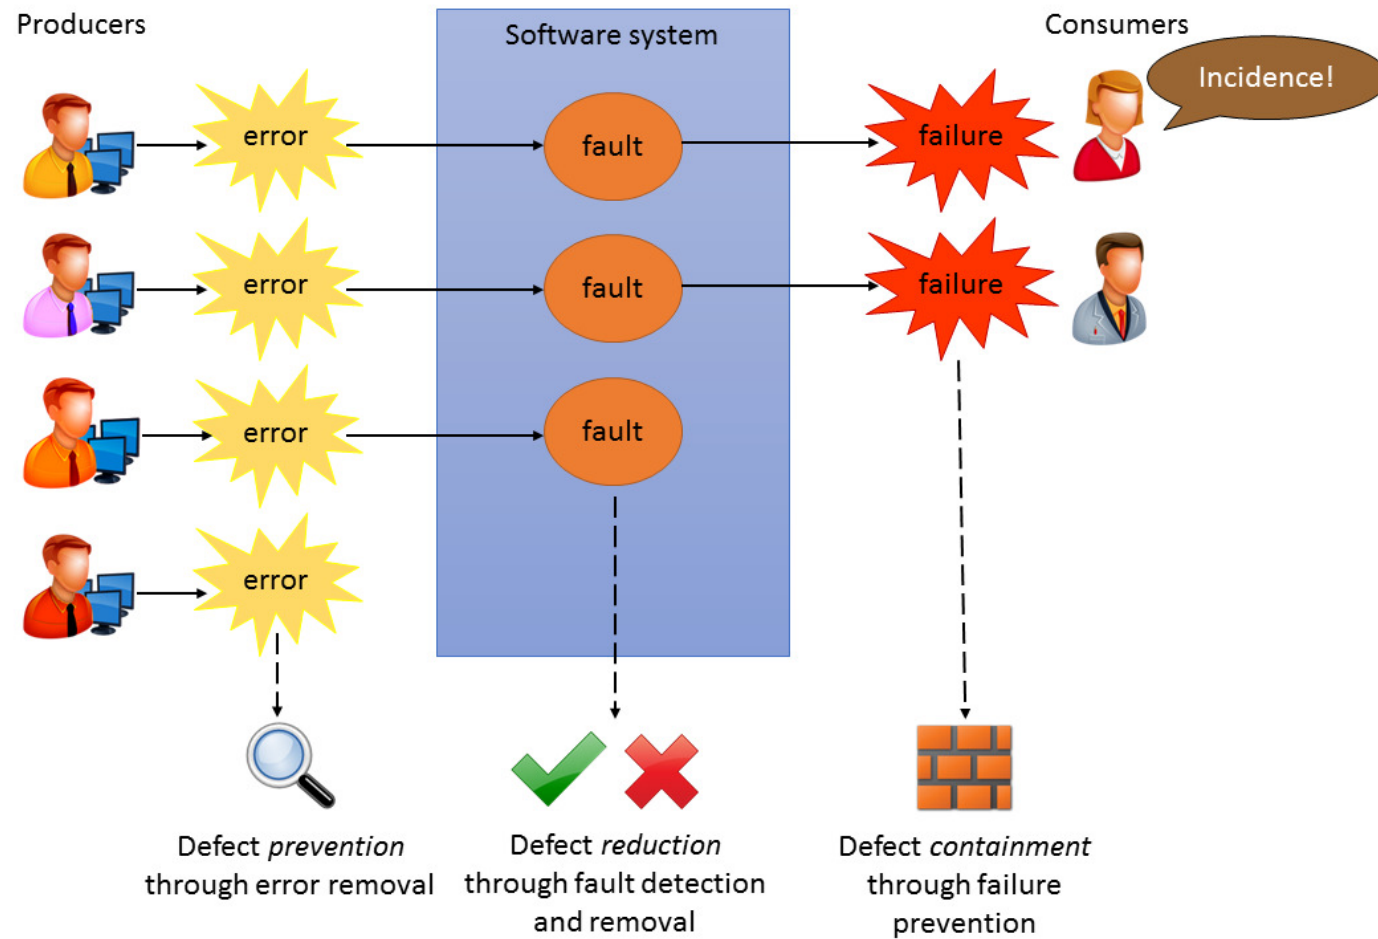 Producers
Software system
Consumers
Incidence!
error
fault
failure
error
fault
failure
error
fault
error
Defect prevention
through error removal
Defect reduction
through fault detection
and removal
Defect containment
through failure
prevention